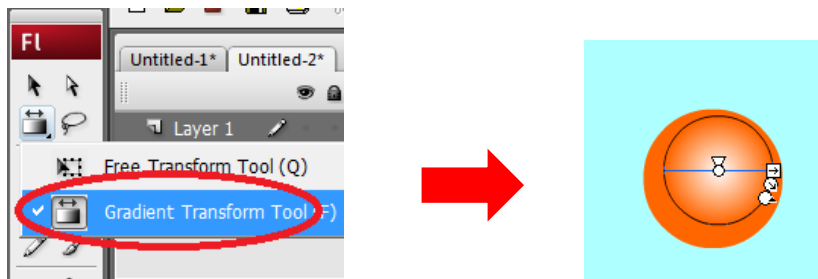 Fl
Untitled-1* Untitled-2*
Layer 1
Free Transform Tool (Q)
Gradient Transform Tool (F)